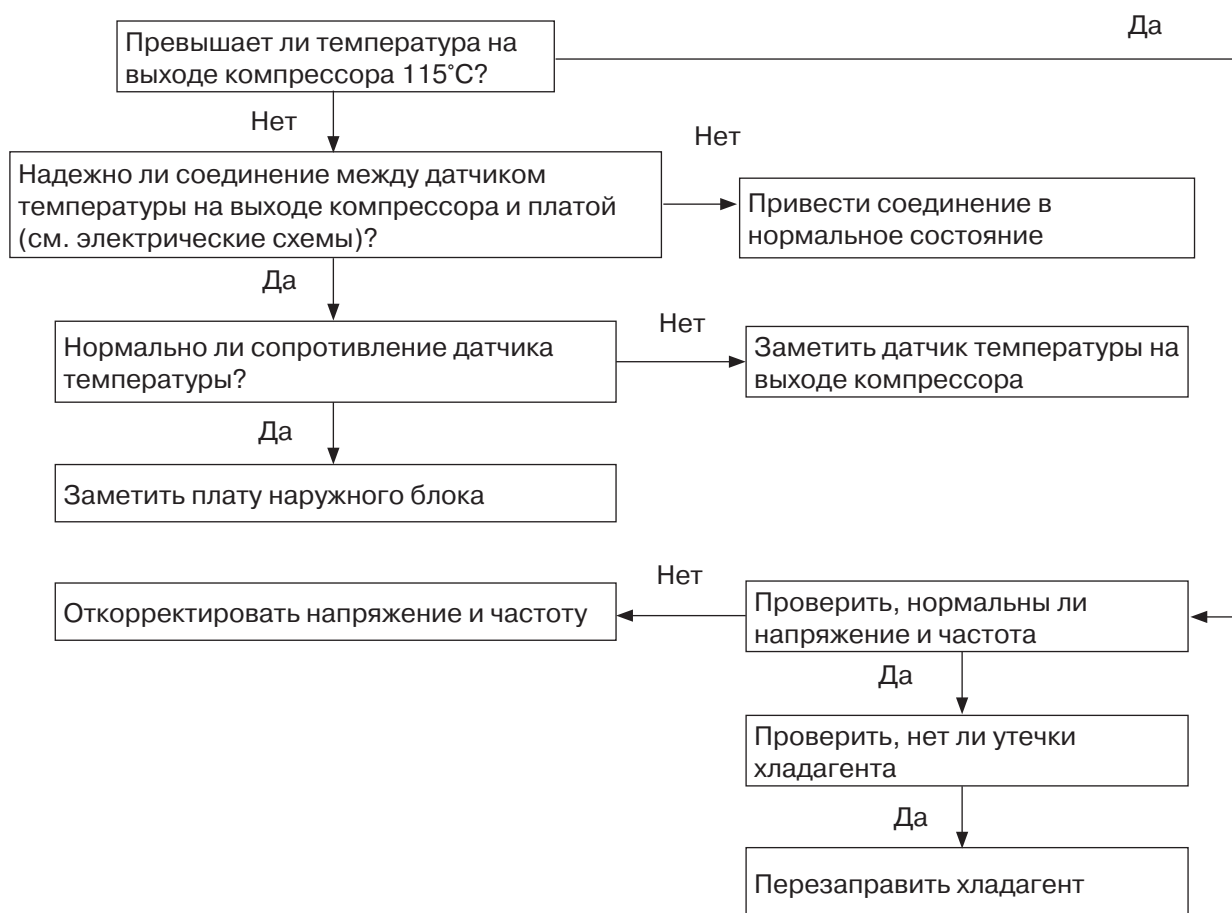 Да
Превышает ли температура на
выходе компрессора 115˚С?
Нет
Нет
Надежно ли соединение между датчиком
температуры на выходе компрессора и платой
(см. электрические схемы)?
Привести соединение в
нормальное состояние
Да
Нет
Нормально ли сопротивление датчика
температуры?
Заметить датчик температуры на
выходе компрессора
Да
Заметить плату наружного блока
Нет
Откорректировать напряжение и частоту
Проверить, нормальны ли
напряжение и частота
Да
Проверить, нет ли утечки
хладагента
Да
Перезаправить хладагент